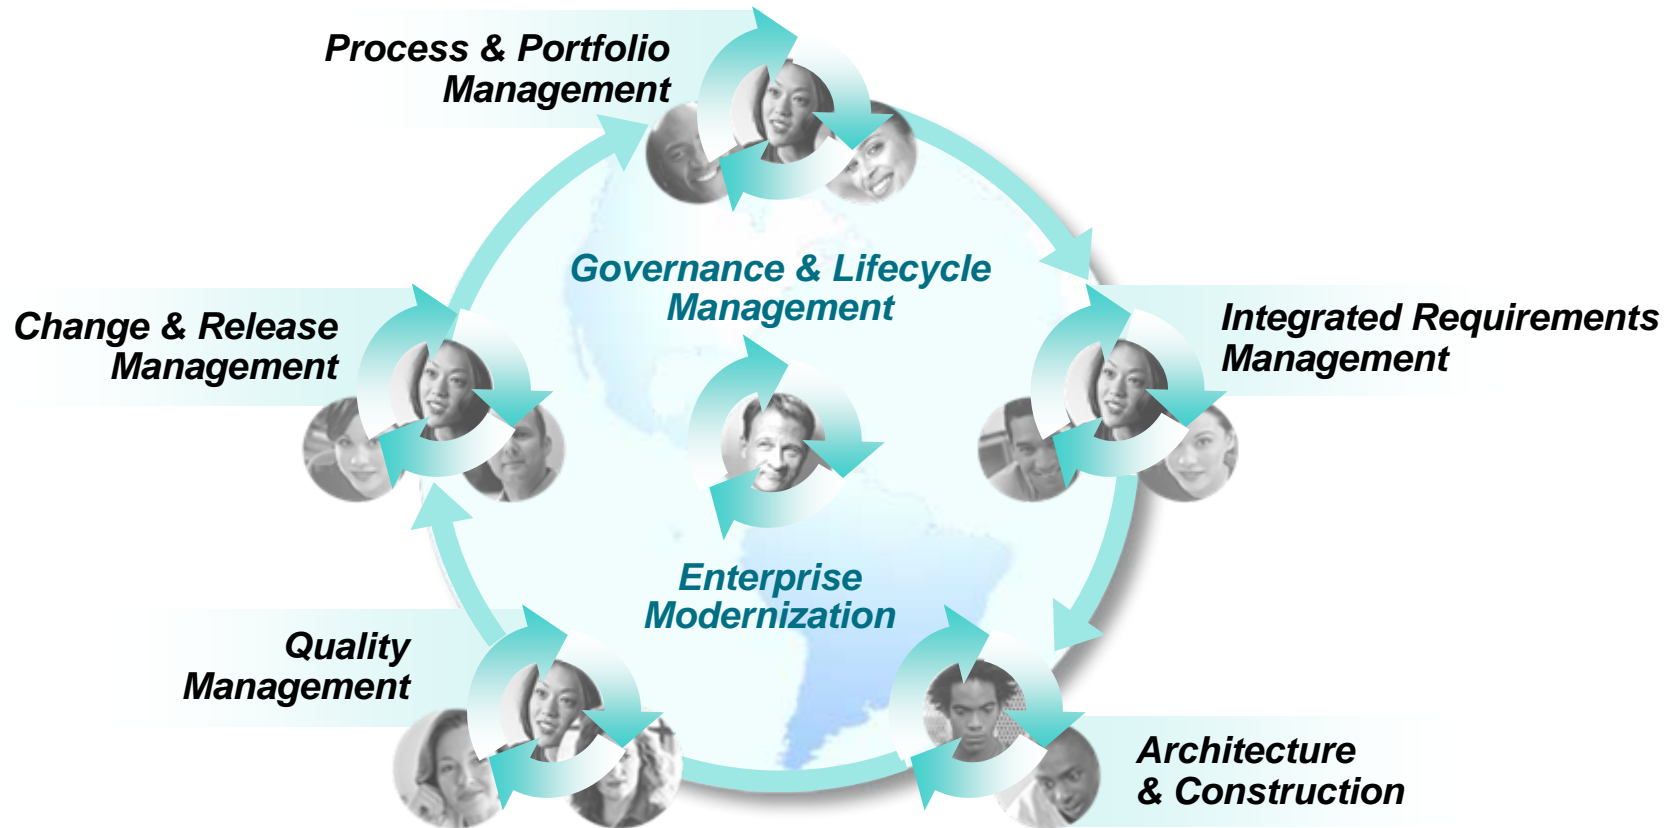 Process & Portfolio
Management
Governance & Lifecycle
Management
Change & Release
Management
Integrated Requirements
Management
Enterprise
Modernization
Quality
Management
Architecture
& Construction